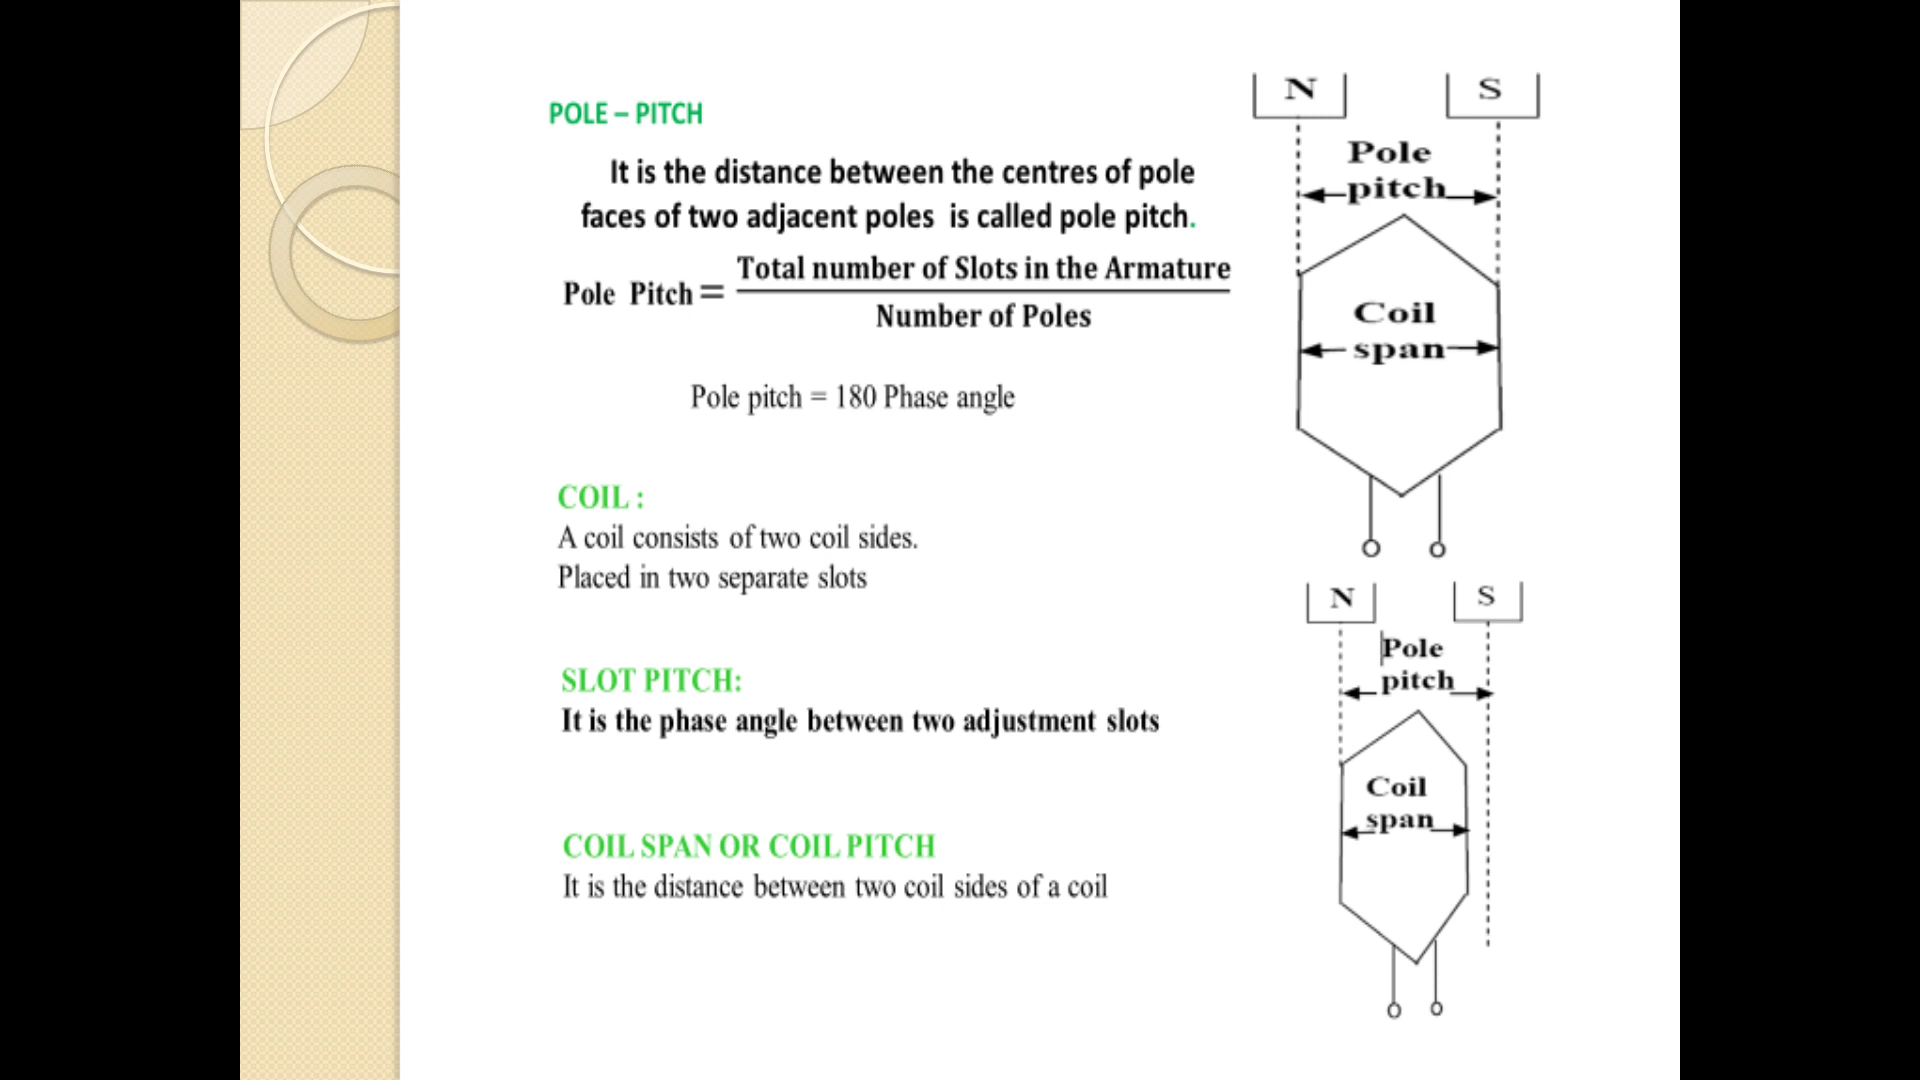 POLE – PITCH
It is the distance between the centres of pole
faces of two adjacent poles is called pole pitch.
Pole Pitch = Total number of Slots in the Armature
Number of Poles
Pole pitch = 180 Phase angle
COIL :
A coil consists of two coil sides.
Placed in two separate slots
SLOT PITCH:
It is the phase angle between two adjustment slots
COIL SPAN OR COIL PITCH
It is the distance between two coil sides of a coil
N S
Pole
pitch
Coil
span
N S
Pole
pitch
Coil
span